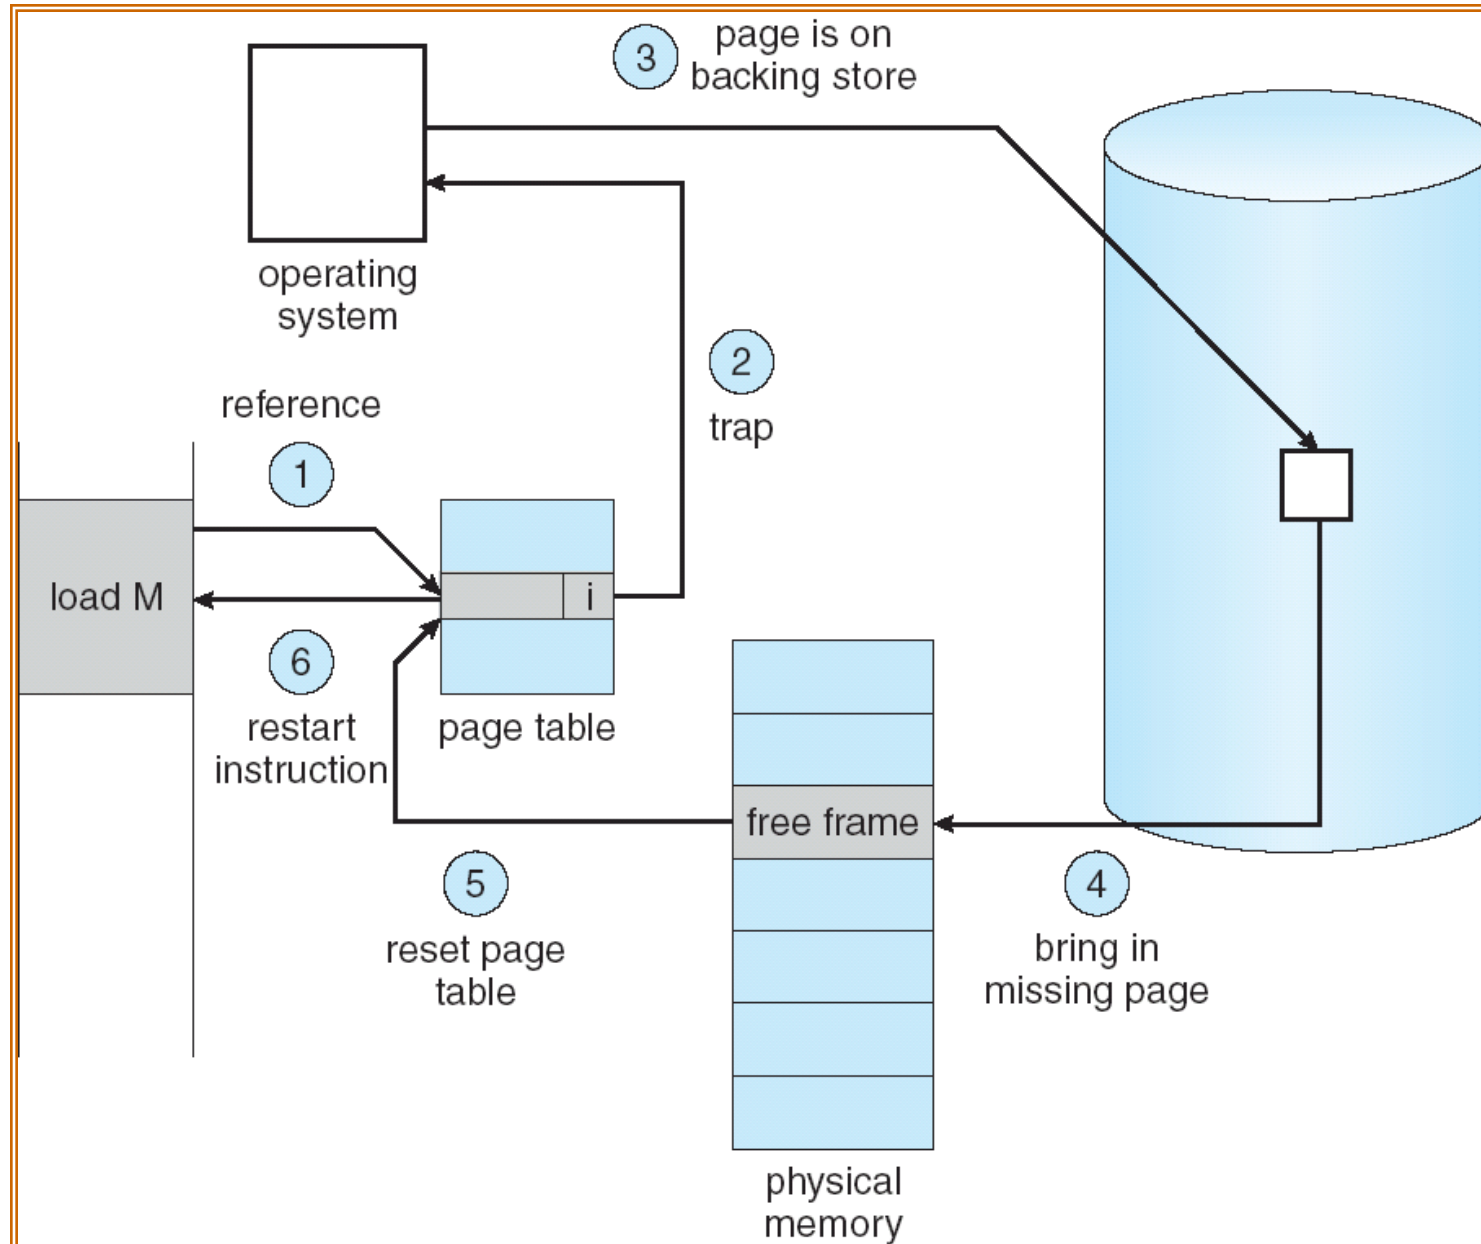 3
page is on
backing store
operating
system
2
trap
reference
1
load M
i
6
restart
instruction
page table
free frame
5
reset page
table
4
bring in
missing page
physical
memory